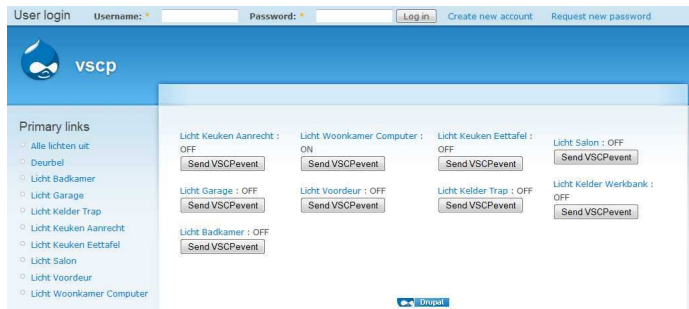 User login Username: * Password: * Log in Create new account Request new password
vscp
Primary links
Alle lichten uit
Deurbel
Licht Badkamer
Licht Garage
Licht Kelder Trap
Licht Keuken Aanrecht
Licht Keuken Eettafel
Licht Salon
Licht Voordeur
Licht Woonkamer Computer
Licht Keuken Aanrecht :
OFF
Send VSCPevent
Licht Woonkamer Computer :
ON
Send VSCPevent
Licht Keuken Eettafel :
OFF
Send VSCPevent
Licht Salon : OFF
Send VSCPevent
Licht Garage : OFF
Send VSCPevent
Licht Voordeur : OFF
Send VSCPevent
Licht Kelder Trap : OFF
Send VSCPevent
Licht Kelder Werkbank :
OFF
Send VSCPevent
Licht Badkamer : OFF
Send VSCPevent
Drupal